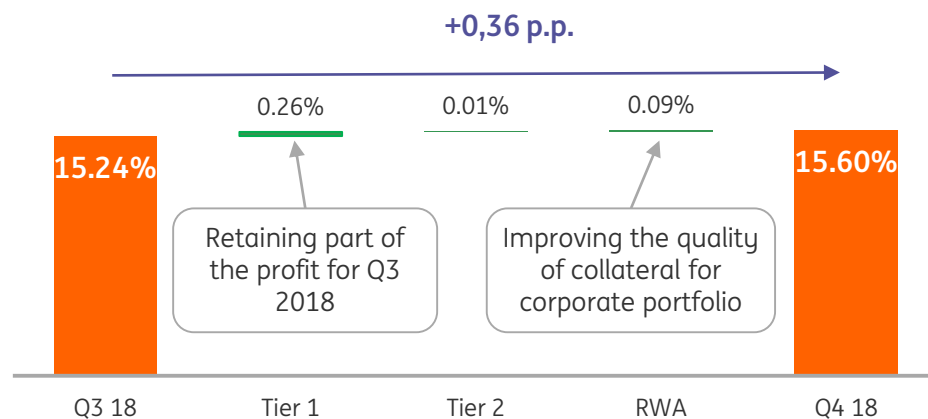 +0,36 p.p.
0.26%
0.01%
0.09%
15.24%
15.60%
Retaining part of
the profit for Q3
2018
Improving the quality
of collateral for
corporate portfolio
Q3 18
Tier 1
Tier 2
RWA
Q4 18